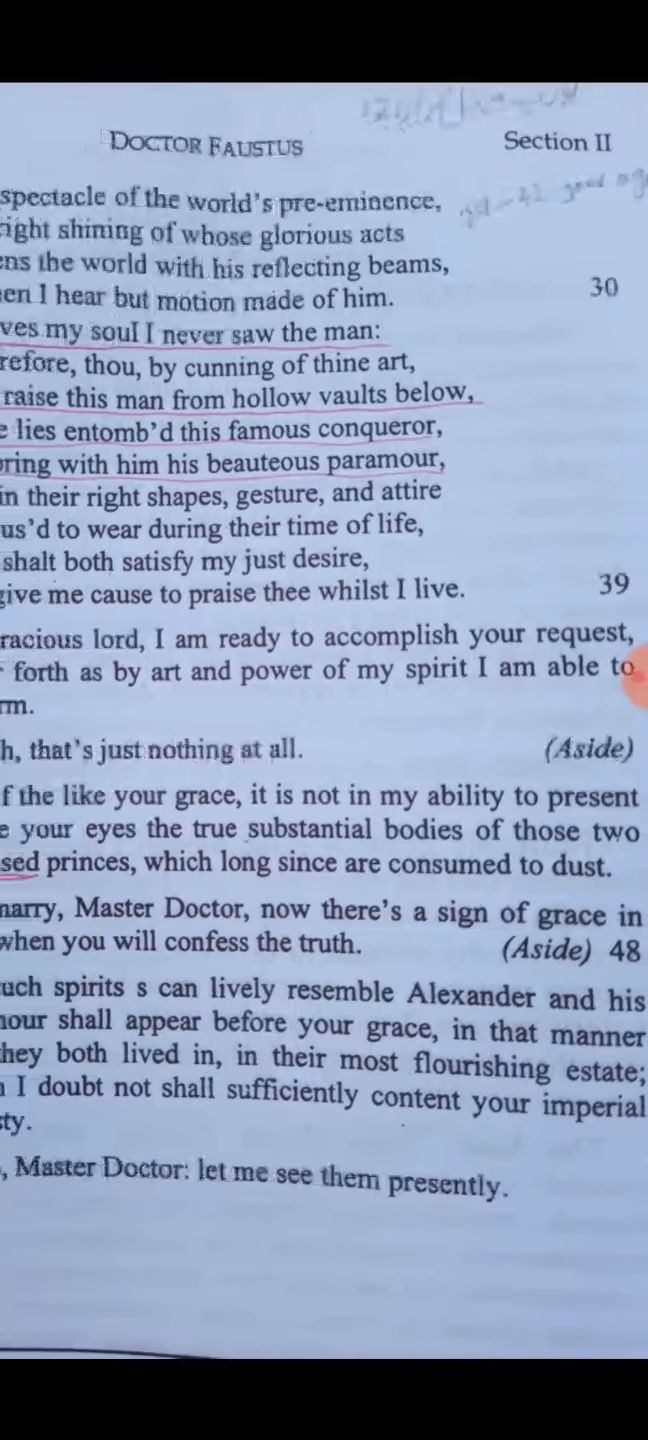 DOCTOR FAUSTUS Section II
spectacle of the world's pre-eminence,
ight shining of whose glorious acts
ens the world with his reflecting beams,
en I hear but motion made of him. 30
ves my soul I never saw the man:
refore, thou, by cunning of thine art,
raise this man from hollow vaults below,
e lies entomb'd this famous conqueror,
bring with him his beauteous paramour,
in their right shapes, gesture, and attire
us'd to wear during their time of life,
shalt both satisfy my just desire,
give me cause to praise thee whilst I live. 39
racious lord, I am ready to accomplish your request,
forth as by art and power of my spirit I am able to
rm.
h, that's just nothing at all. (Aside)
f the like your grace, it is not in my ability to present
e your eyes the true substantial bodies of those two
sed princes, which long since are consumed to dust.
marry, Master Doctor, now there's a sign of grace in
when you will confess the truth. (Aside) 48
uch spirits s can lively resemble Alexander and his
mour shall appear before your grace, in that manner
they both lived in, in their most flourishing estate;
I doubt not shall sufficiently content your imperial
sty.
, Master Doctor: let me see them presently.